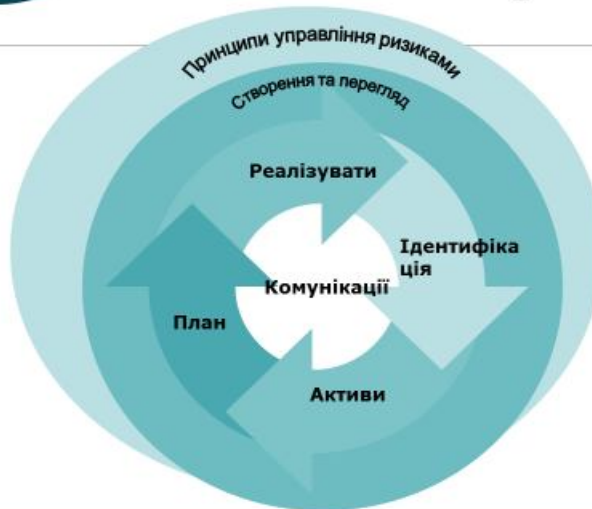 Принципи управління ризиками
Створення та перегляд
Реалізувати
Ідентифіка
ція
Комунікації
План
Активи